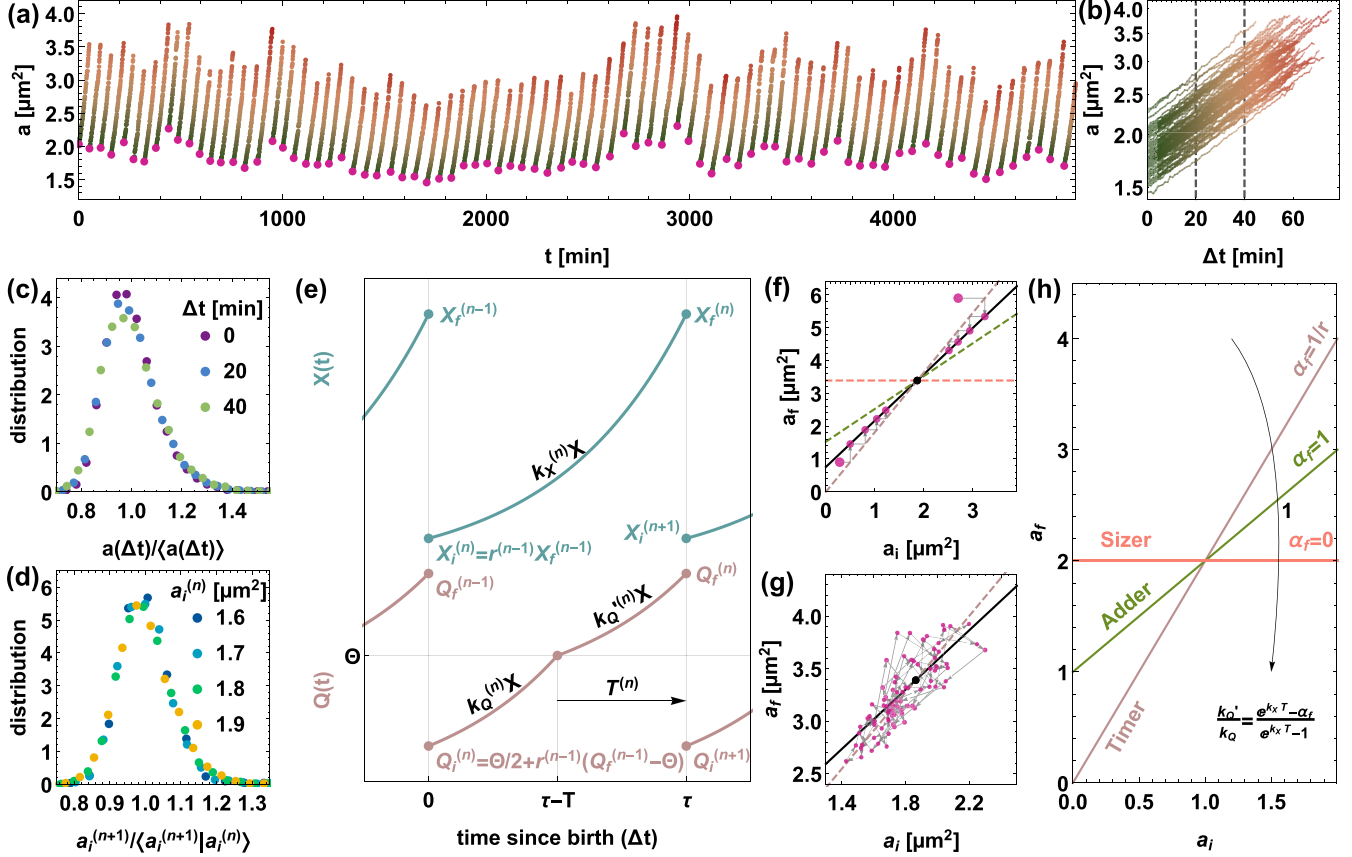 (a)
a [μm²]
4.0
3.5
3.0
2.5
2.0
1.5
0
1000
2000
3000
4000
t [min]
(b)
a [μm²]
4.0
3.5
3.0
2.5
2.0
1.5
0
20
40
60
Δt [min]
(c)
distribution
4
3
2
1
0
Δt [min]
0
20
40
0.8
1.0
1.2
1.4
a(Δt)/⟨a(Δt)⟩
(d)
distribution
6
5
4
3
2
1
0
aᵢ⁽ⁿ⁾ [μm²]
1.6
1.7
1.8
1.9
0.8
0.9
1.0
1.1
1.2
1.3
aᵢ⁽ⁿ⁺¹⁾/⟨aᵢ⁽ⁿ⁺¹⁾|aᵢ⁽ⁿ⁾⟩
(e)
X(t)
X_f⁽ⁿ⁻¹⁾
X_f⁽ⁿ⁾
k_X⁽ⁿ⁾X
X_i⁽ⁿ⁾=r⁽ⁿ⁻¹⁾X_f⁽ⁿ⁻¹⁾
X_i⁽ⁿ⁺¹⁾
Q_f⁽ⁿ⁻¹⁾
Q_f⁽ⁿ⁾
k_Q'⁽ⁿ⁾X
Θ
Q(t)
k_Q⁽ⁿ⁾X
T⁽ⁿ⁾
Q_i⁽ⁿ⁾=Θ/2+r⁽ⁿ⁻¹⁾(Q_f⁽ⁿ⁻¹⁾-Θ)
Q_i⁽ⁿ⁺¹⁾
0
τ-T
τ
time since birth (Δt)
(f)
a_f [μm²]
6
5
4
3
2
1
0
0
1
2
3
a_i [μm²]
(g)
a_f [μm²]
4.0
3.5
3.0
2.5
1.4
1.8
2.2
2.6
a_i [μm²]
(h)
a_f
4
3
2
1
0
α_f=1/r
α_f=1
1
Sizer
α_f=0
Adder
Timer
k_Q'/k_Q = (e^{k_X T}-α_f)/(e^{k_X T}-1)
0.0
0.5
1.0
1.5
a_i